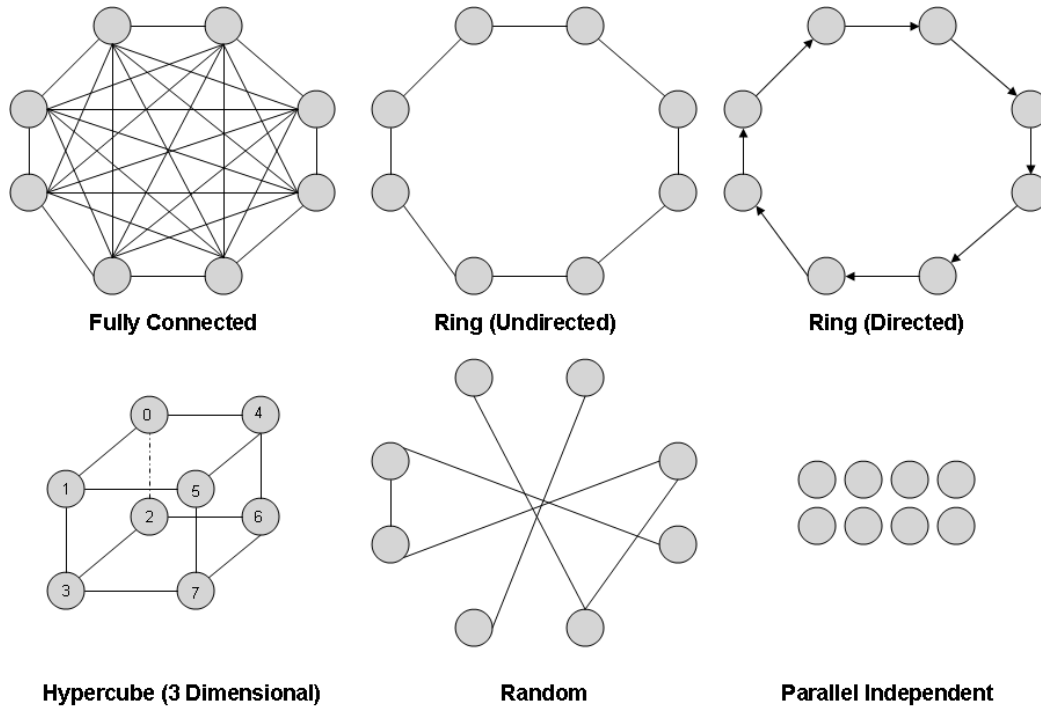 Fully Connected
Ring (Undirected)
Ring (Directed)
0
4
1
5
2
6
3
7
Hypercube (3 Dimensional)
Random
Parallel Independent